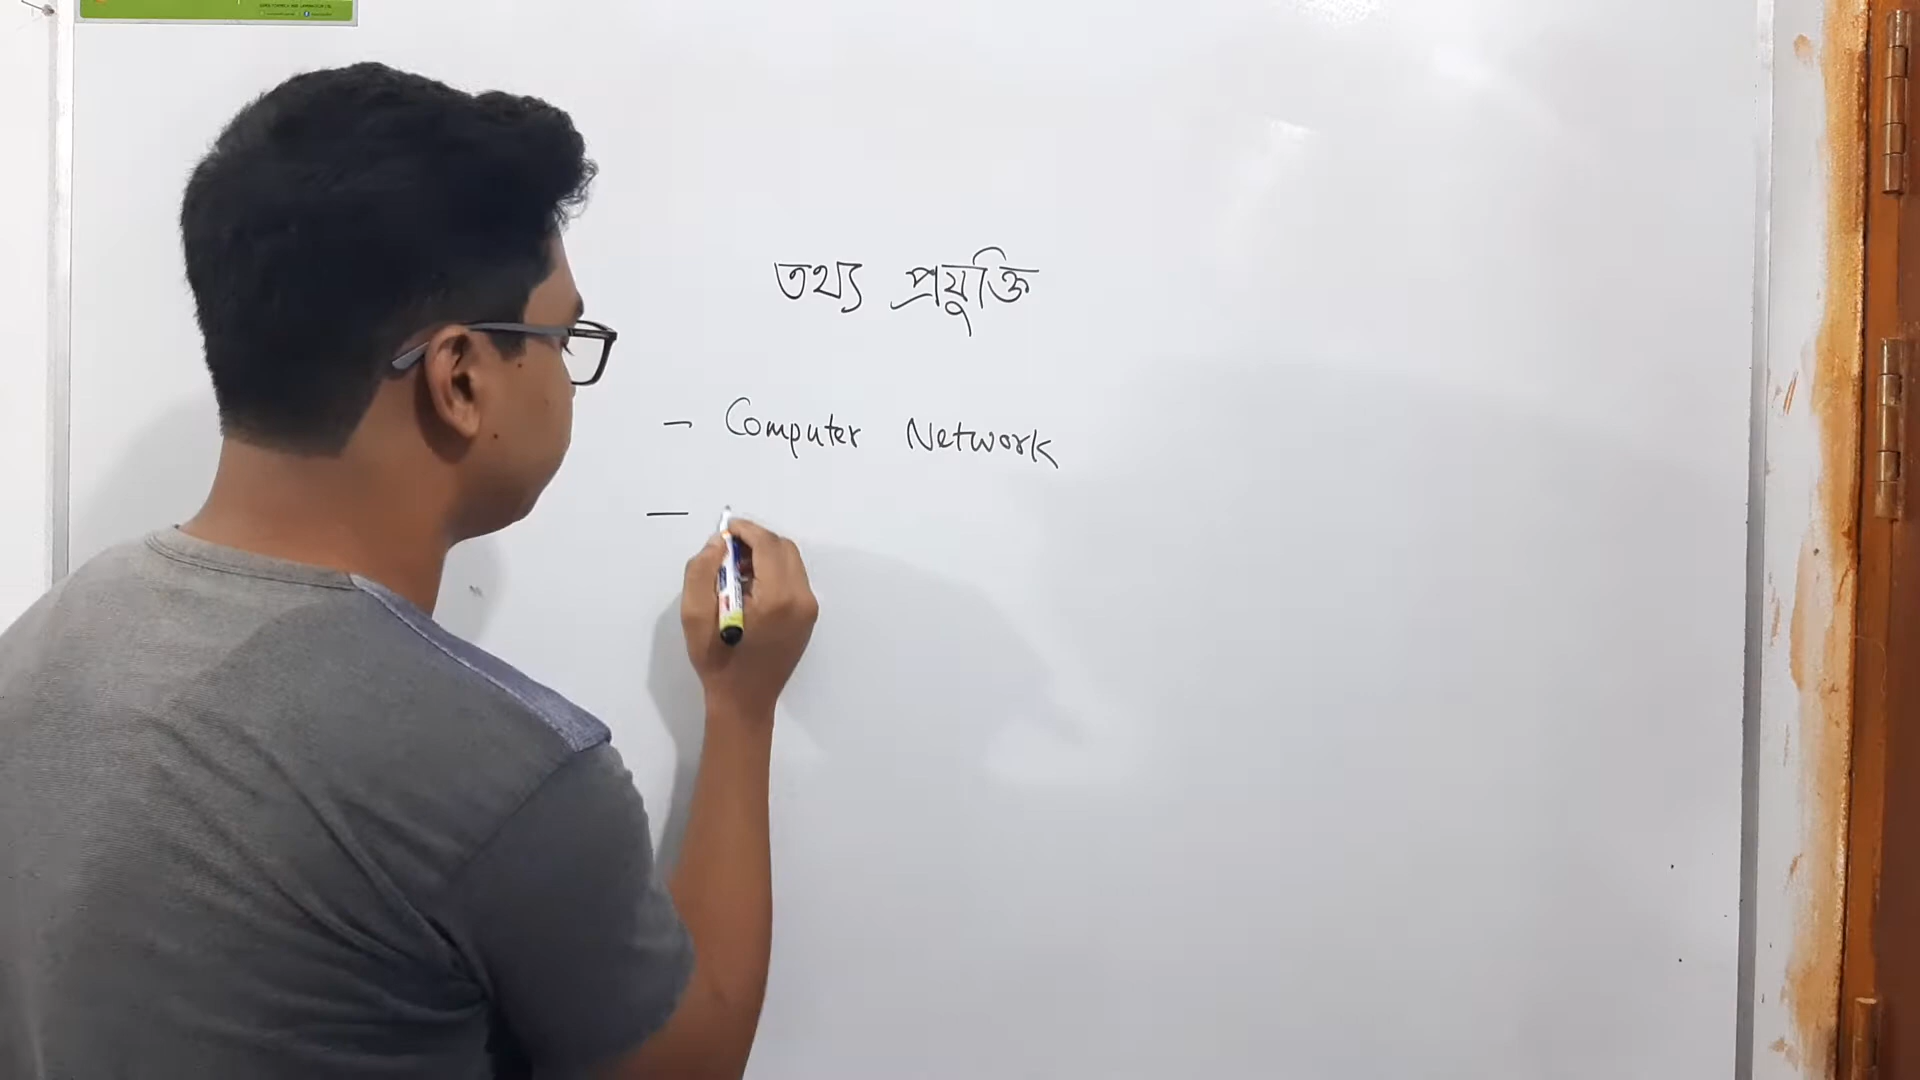 তথ্য প্রযুক্তি
– Computer Network
—